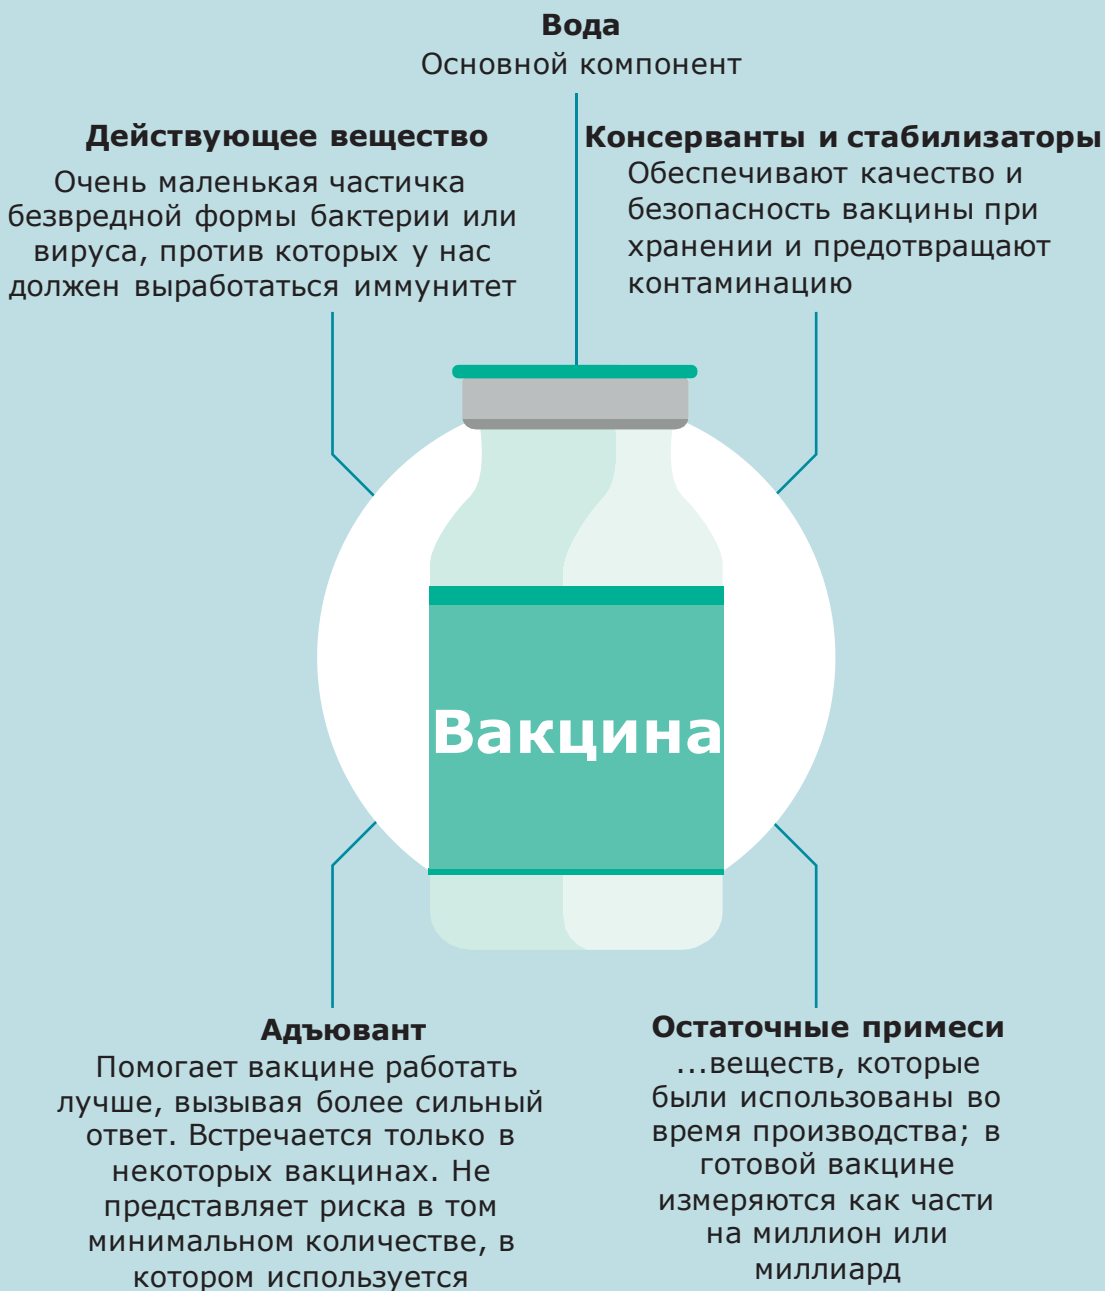 Вода
Основной компонент
Действующее вещество
Очень маленькая частичка
безвредной формы бактерии или
вируса, против которых у нас
должен выработаться иммунитет
Консерванты и стабилизаторы
Обеспечивают качество и
безопасность вакцины при
хранении и предотвращают
контаминацию
Вакцина
Адъювант
Помогает вакцине работать
лучше, вызывая более сильный
ответ. Встречается только в
некоторых вакцинах. Не
представляет риска в том
минимальном количестве, в
котором используется
Остаточные примеси
...веществ, которые
были использованы во
время производства; в
готовой вакцине
измеряются как части
на миллион или
миллиард